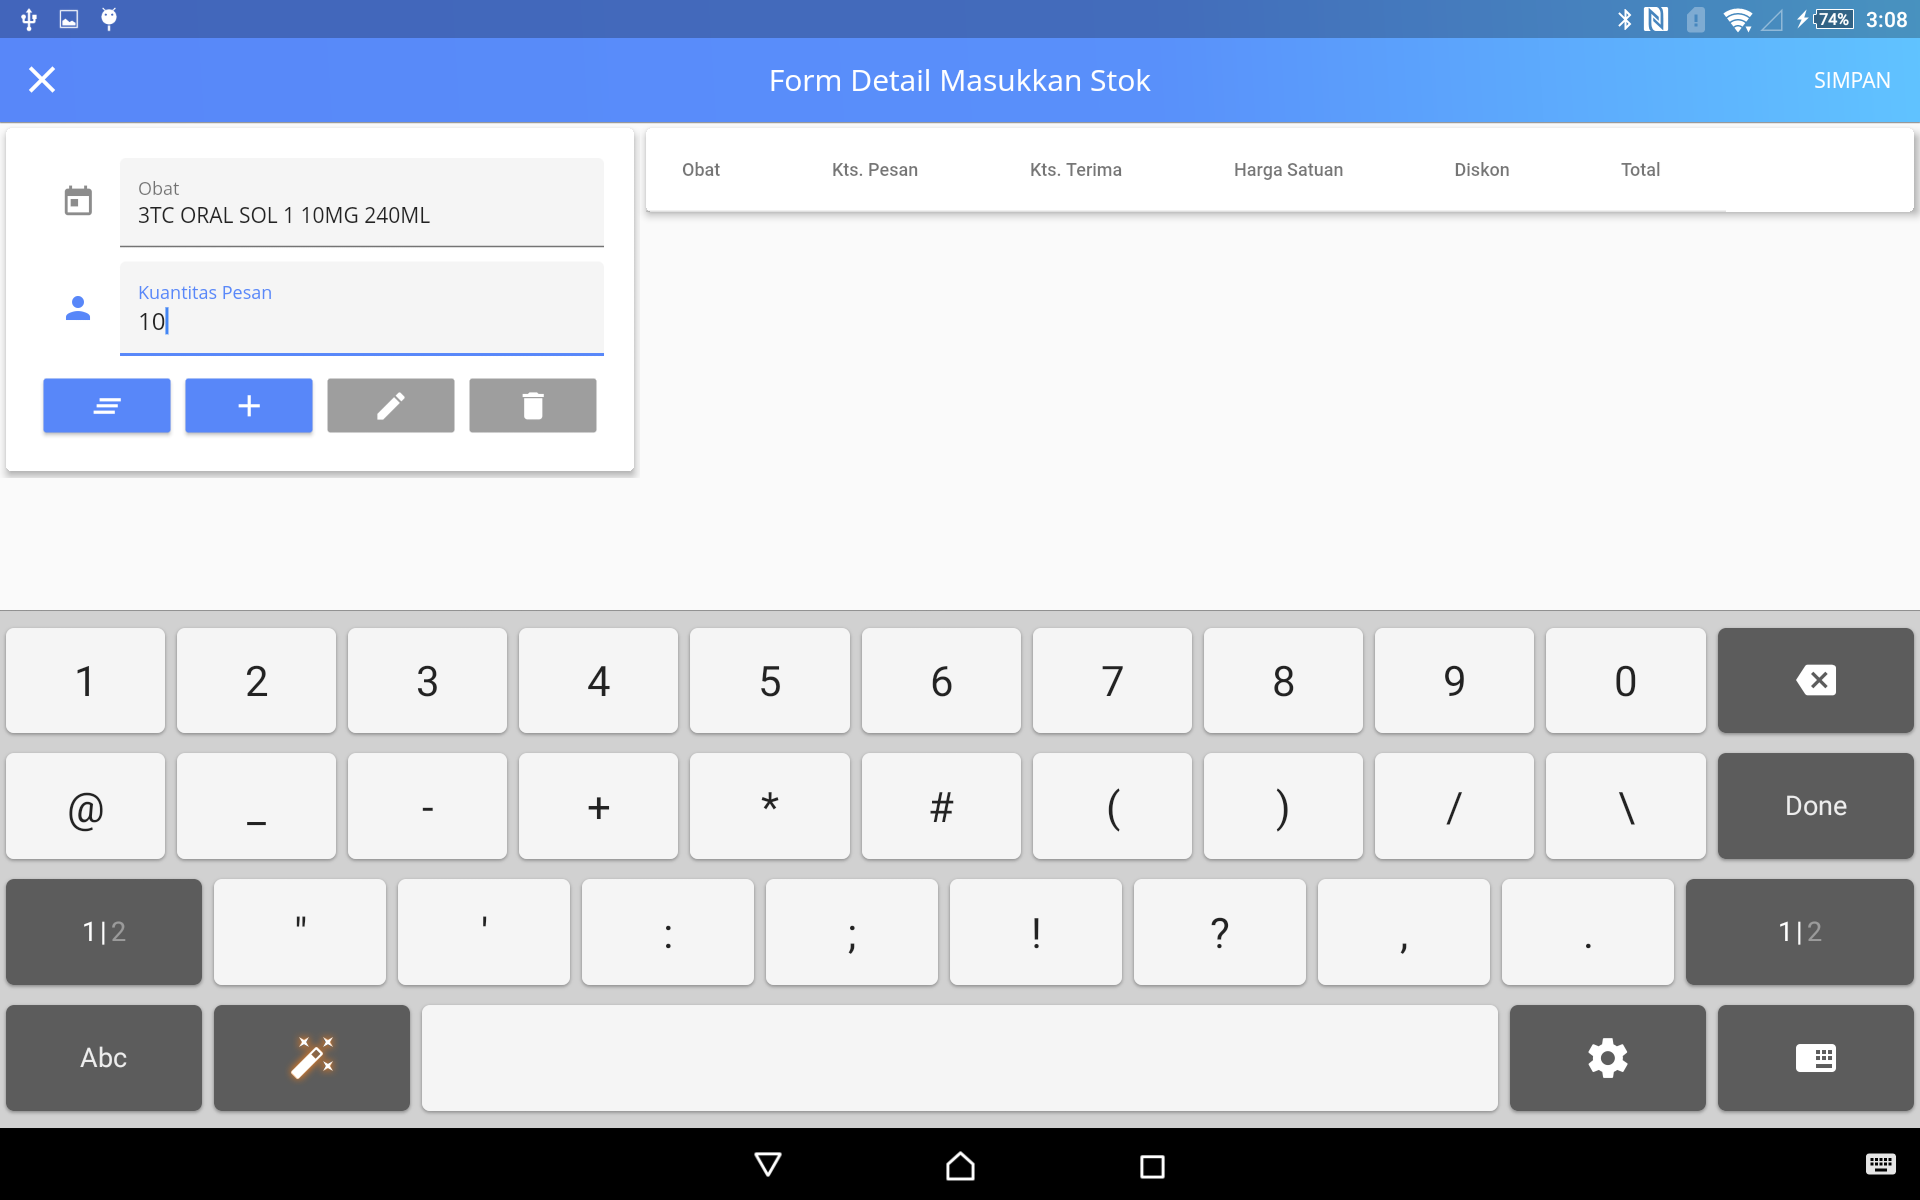 74% 3:08
Form Detail Masukkan Stok
SIMPAN
Obat
3TC ORAL SOL 1 10MG 240ML
Kuantitas Pesan
10
Obat Kts. Pesan Kts. Terima Harga Satuan Diskon Total
1 2 3 4 5 6 7 8 9 0
@ _ - + * # ( ) / \ Done
1|2 " ' : ; ! ? , . 1|2
Abc